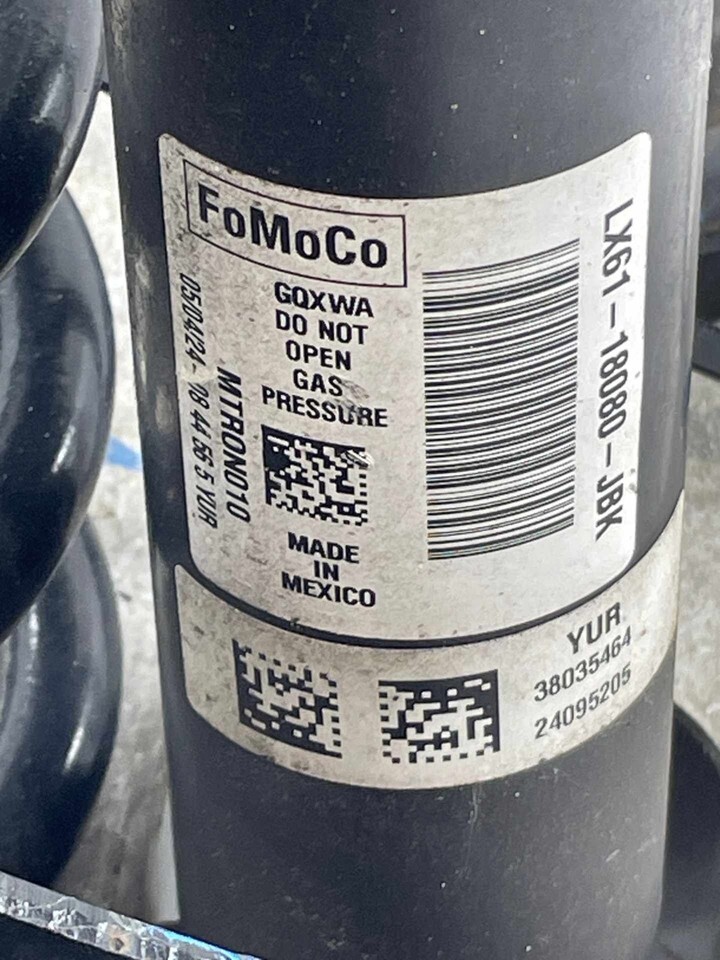 FoMoCo
GQXWA
DO NOT
OPEN
GAS
PRESSURE
MADE
IN
MEXICO
MTRON010
050424- 08 44 56 5 YUR
LX61-18080-JBK
YUR
38035464
24095205